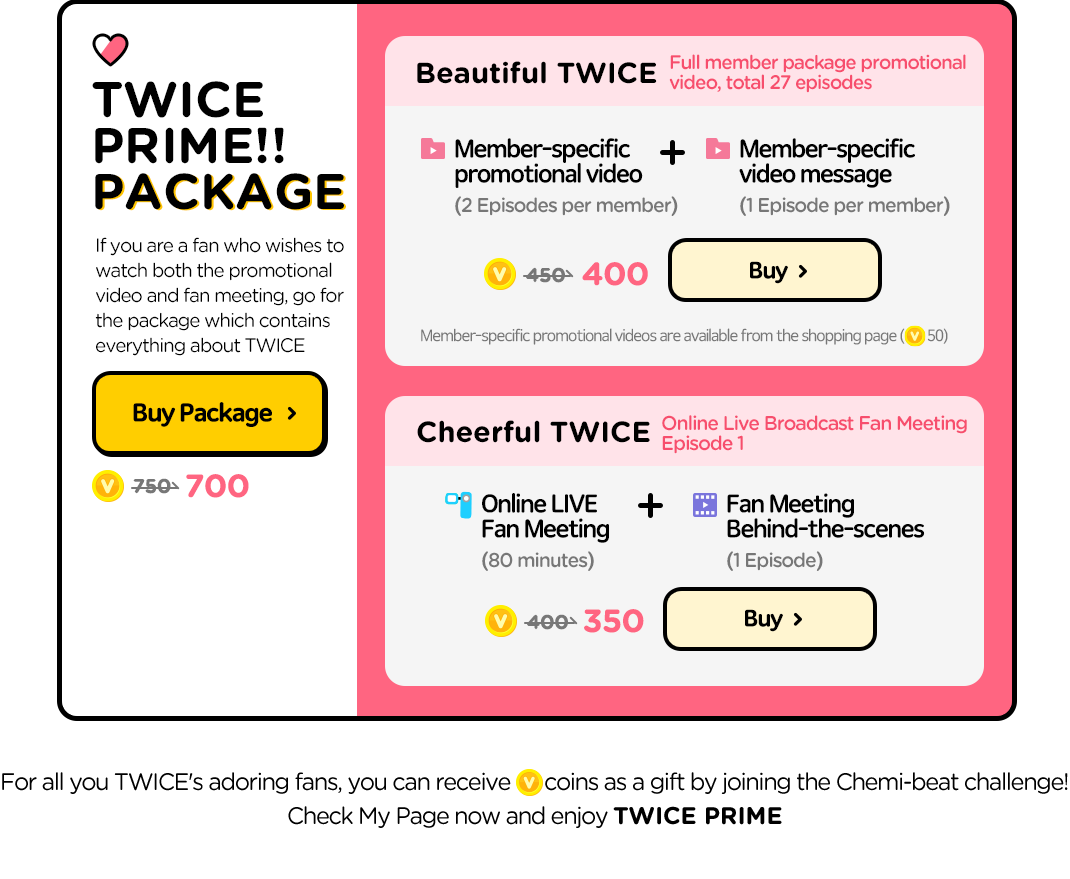 TWICE
PRIME!!
PACKAGE
If you are a fan who wishes to
watch both the promotional
video and fan meeting, go for
the package which contains
everything about TWICE
Buy Package >
V 750 700
Beautiful TWICE
Full member package promotional
video, total 27 episodes
Member-specific
promotional video
(2 Episodes per member)
+
Member-specific
video message
(1 Episode per member)
V 450 400
Buy >
Member-specific promotional videos are available from the shopping page (V 50)
Cheerful TWICE
Online Live Broadcast Fan Meeting
Episode 1
Online LIVE
Fan Meeting
(80 minutes)
+
Fan Meeting
Behind-the-scenes
(1 Episode)
V 400 350
Buy >
For all you TWICE's adoring fans, you can receive V coins as a gift by joining the Chemi-beat challenge!
Check My Page now and enjoy TWICE PRIME